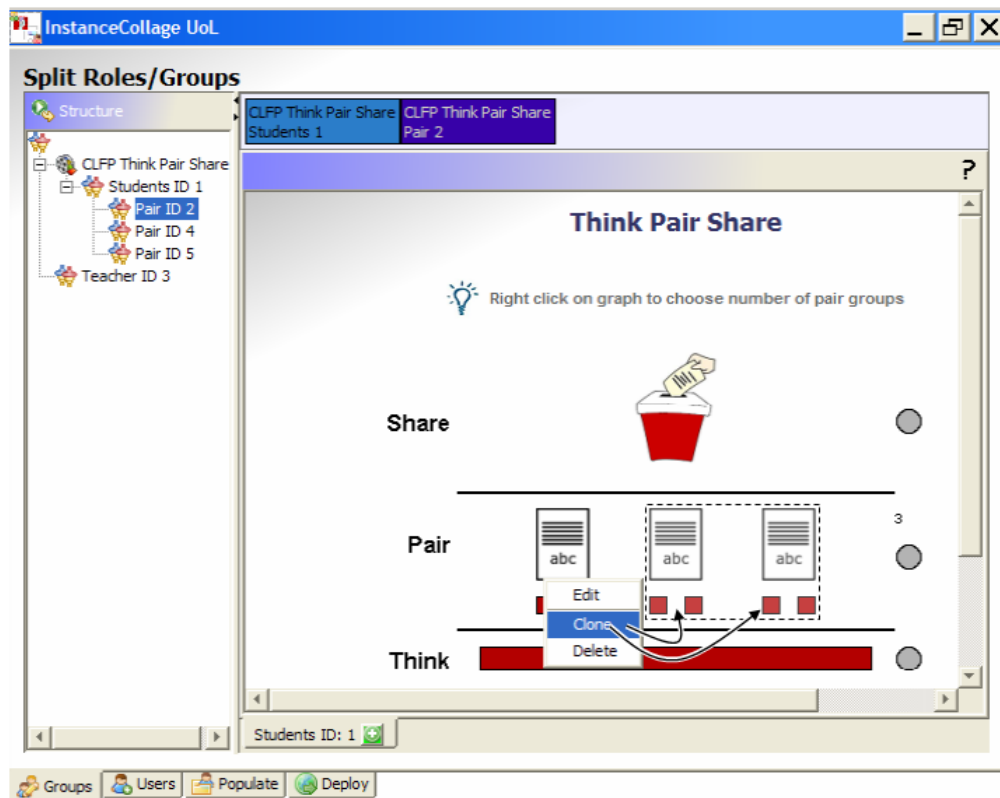 InstanceCollage UoL
Split Roles/Groups
Structure
CLFP Think Pair Share
Students ID 1
Pair ID 2
Pair ID 4
Pair ID 5
Teacher ID 3
CLFP Think Pair Share
Students 1
CLFP Think Pair Share
Pair 2
?
Think Pair Share
Right click on graph to choose number of pair groups
Share
Pair
abc
abc
abc
3
Edit
Clone
Delete
Think
Students ID: 1
Groups
Users
Populate
Deploy